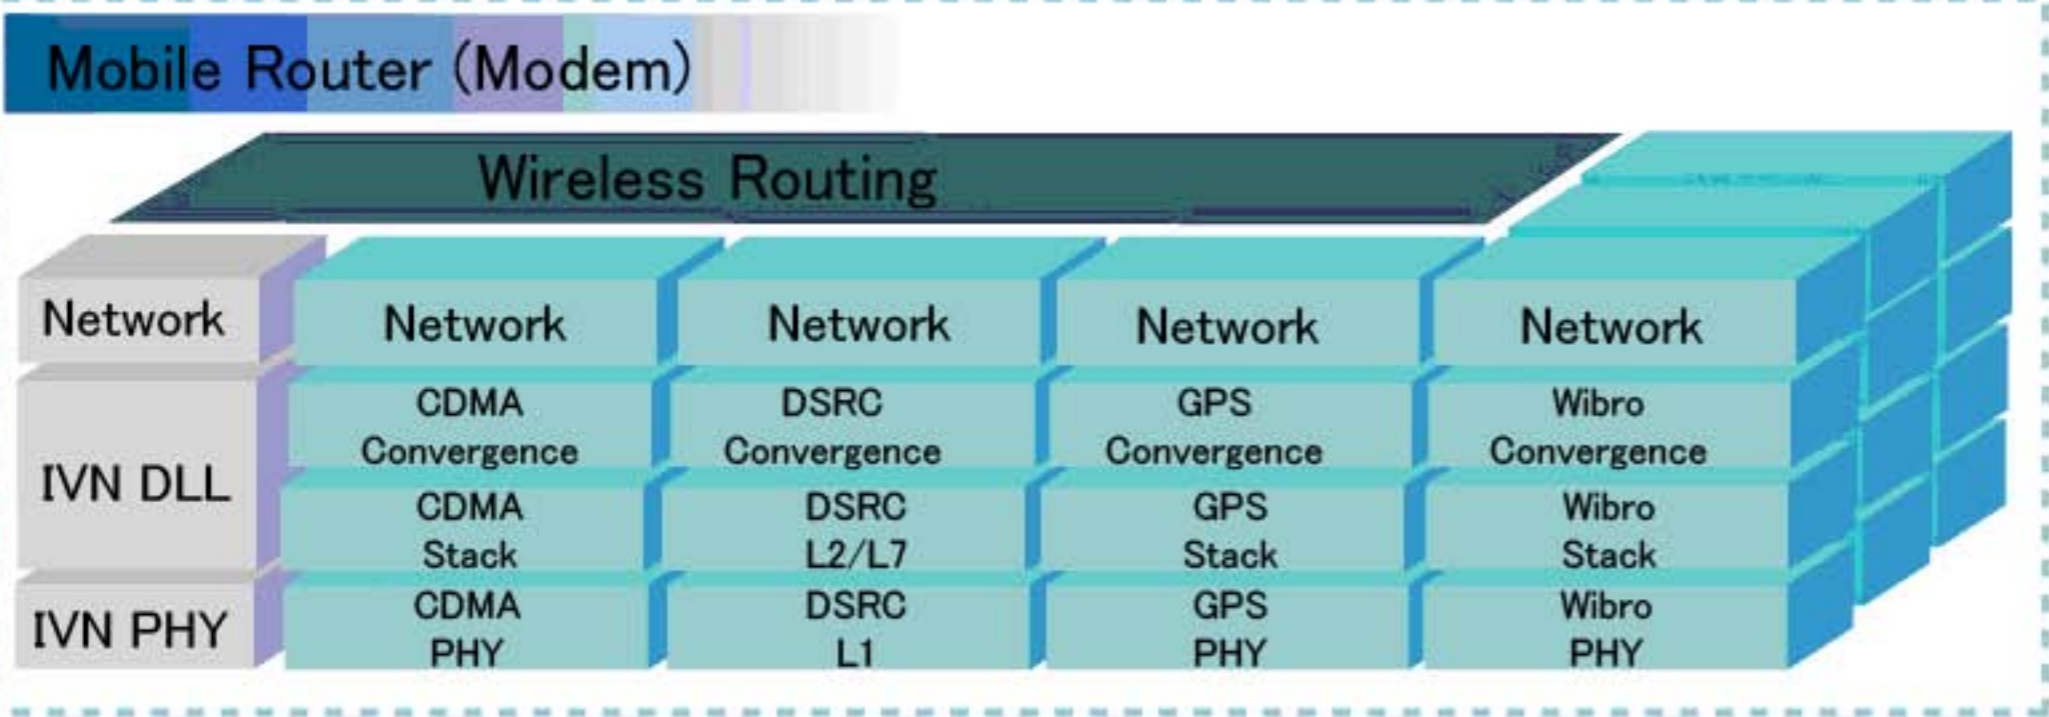 Mobile Router (Modem)
Wireless Routing
Network
Network
Network
Network
Network
IVN DLL
CDMA
Convergence
DSRC
Convergence
GPS
Convergence
Wibro
Convergence
CDMA
Stack
DSRC
L2/L7
GPS
Stack
Wibro
Stack
IVN PHY
CDMA
PHY
DSRC
L1
GPS
PHY
Wibro
PHY